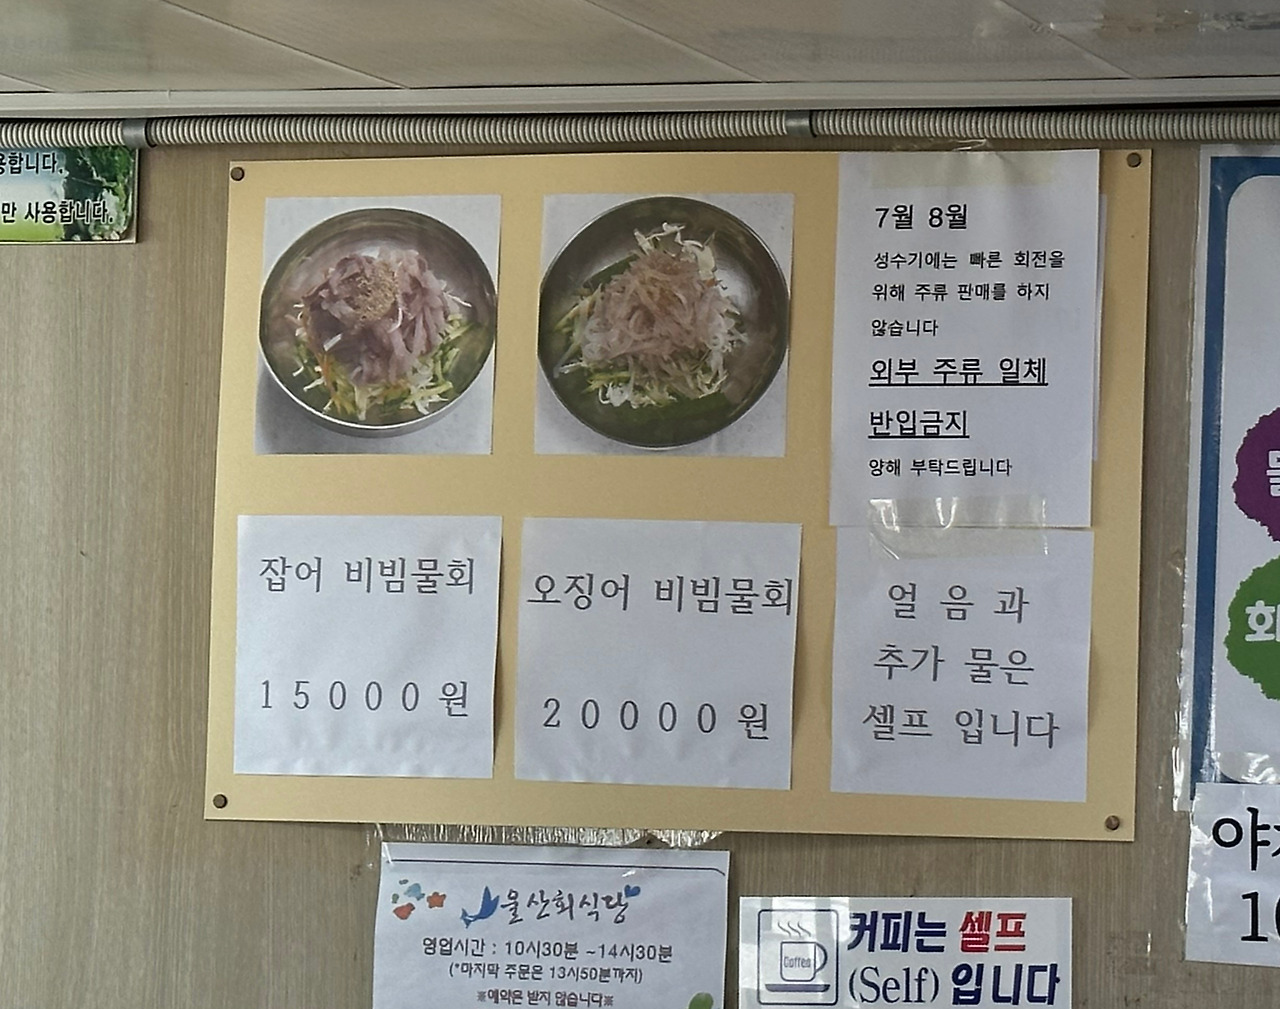 용합니다.
만 사용합니다.
7월 8월
성수기에는 빠른 회전을
위해 주류 판매를 하지
않습니다
외부 주류 일체
반입금지
양해 부탁드립니다
잡어 비빔물회
15000원
오징어 비빔물회
20000원
얼 음 과
추가 물은
셀프 입니다
울산회식당
영업시간 : 10시30분 ~14시30분
(*마지막 주문은 13시50분까지)
※예약은 받지 않습니다※
Coffee
커피는 셀프
(Self) 입니다
회
야